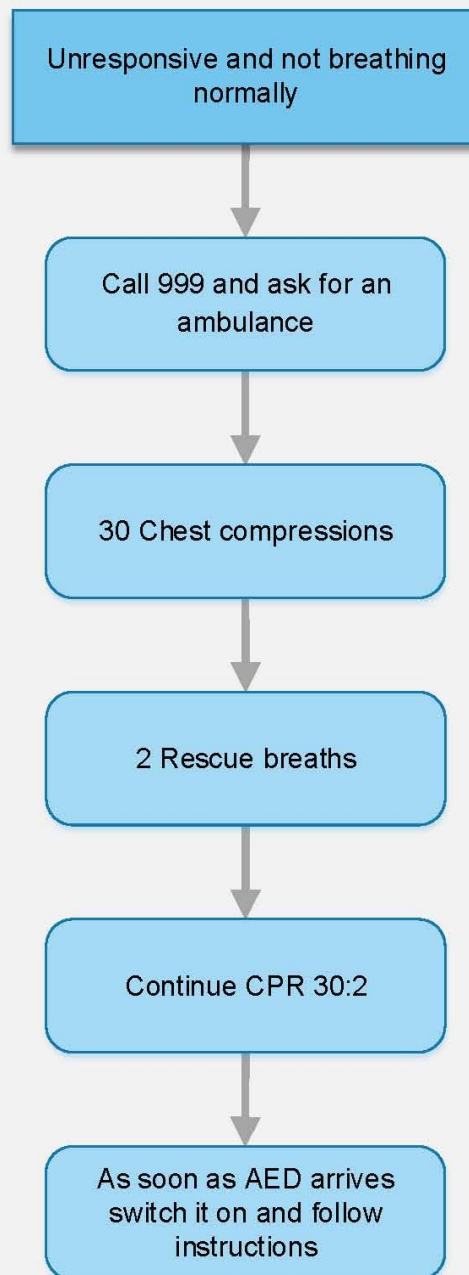 Unresponsive and not breathing
normally
Call 999 and ask for an
ambulance
30 Chest compressions
2 Rescue breaths
Continue CPR 30:2
As soon as AED arrives
switch it on and follow
instructions